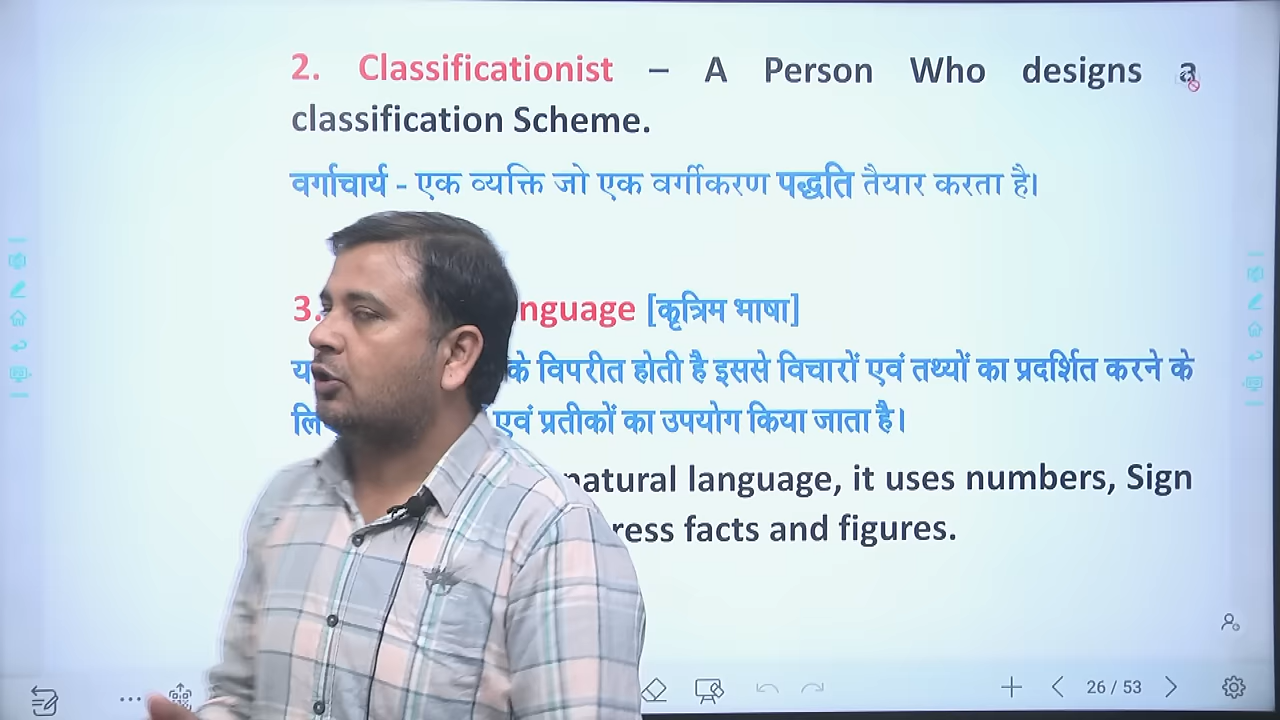 2. Classificationist – A Person Who designs a
classification Scheme.
वर्गाचार्य - एक व्यक्ति जो एक वर्गीकरण पद्धति तैयार करता है।
3. nguage [कृत्रिम भाषा]
के विपरीत होती है इससे विचारों एवं तथ्यों का प्रदर्शित करने के
एवं प्रतीकों का उपयोग किया जाता है।
natural language, it uses numbers, Sign
ress facts and figures.
26 / 53